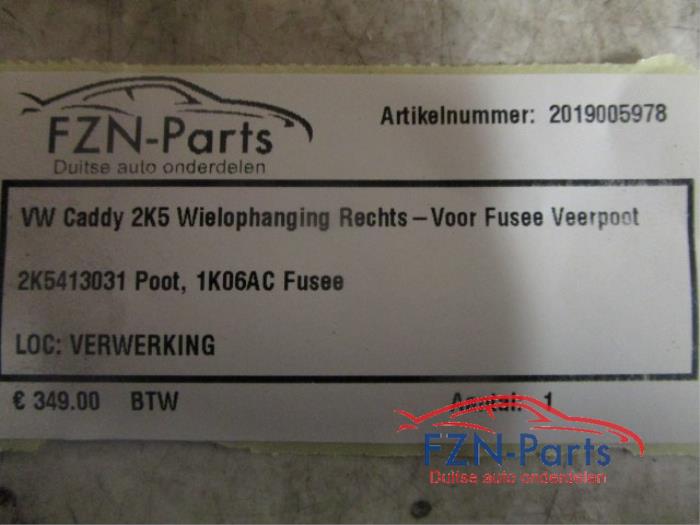 FZN-Parts
Duitse auto onderdelen
Artikelnummer: 2019005978
VW Caddy 2K5 Wielophanging Rechts-Voor Fusee Veerpoot
2K5413031 Poot, 1K06AC Fusee
LOC: VERWERKING
€ 349.00 BTW
Aantal: 1
FZN-Parts
Duitse auto onderdelen